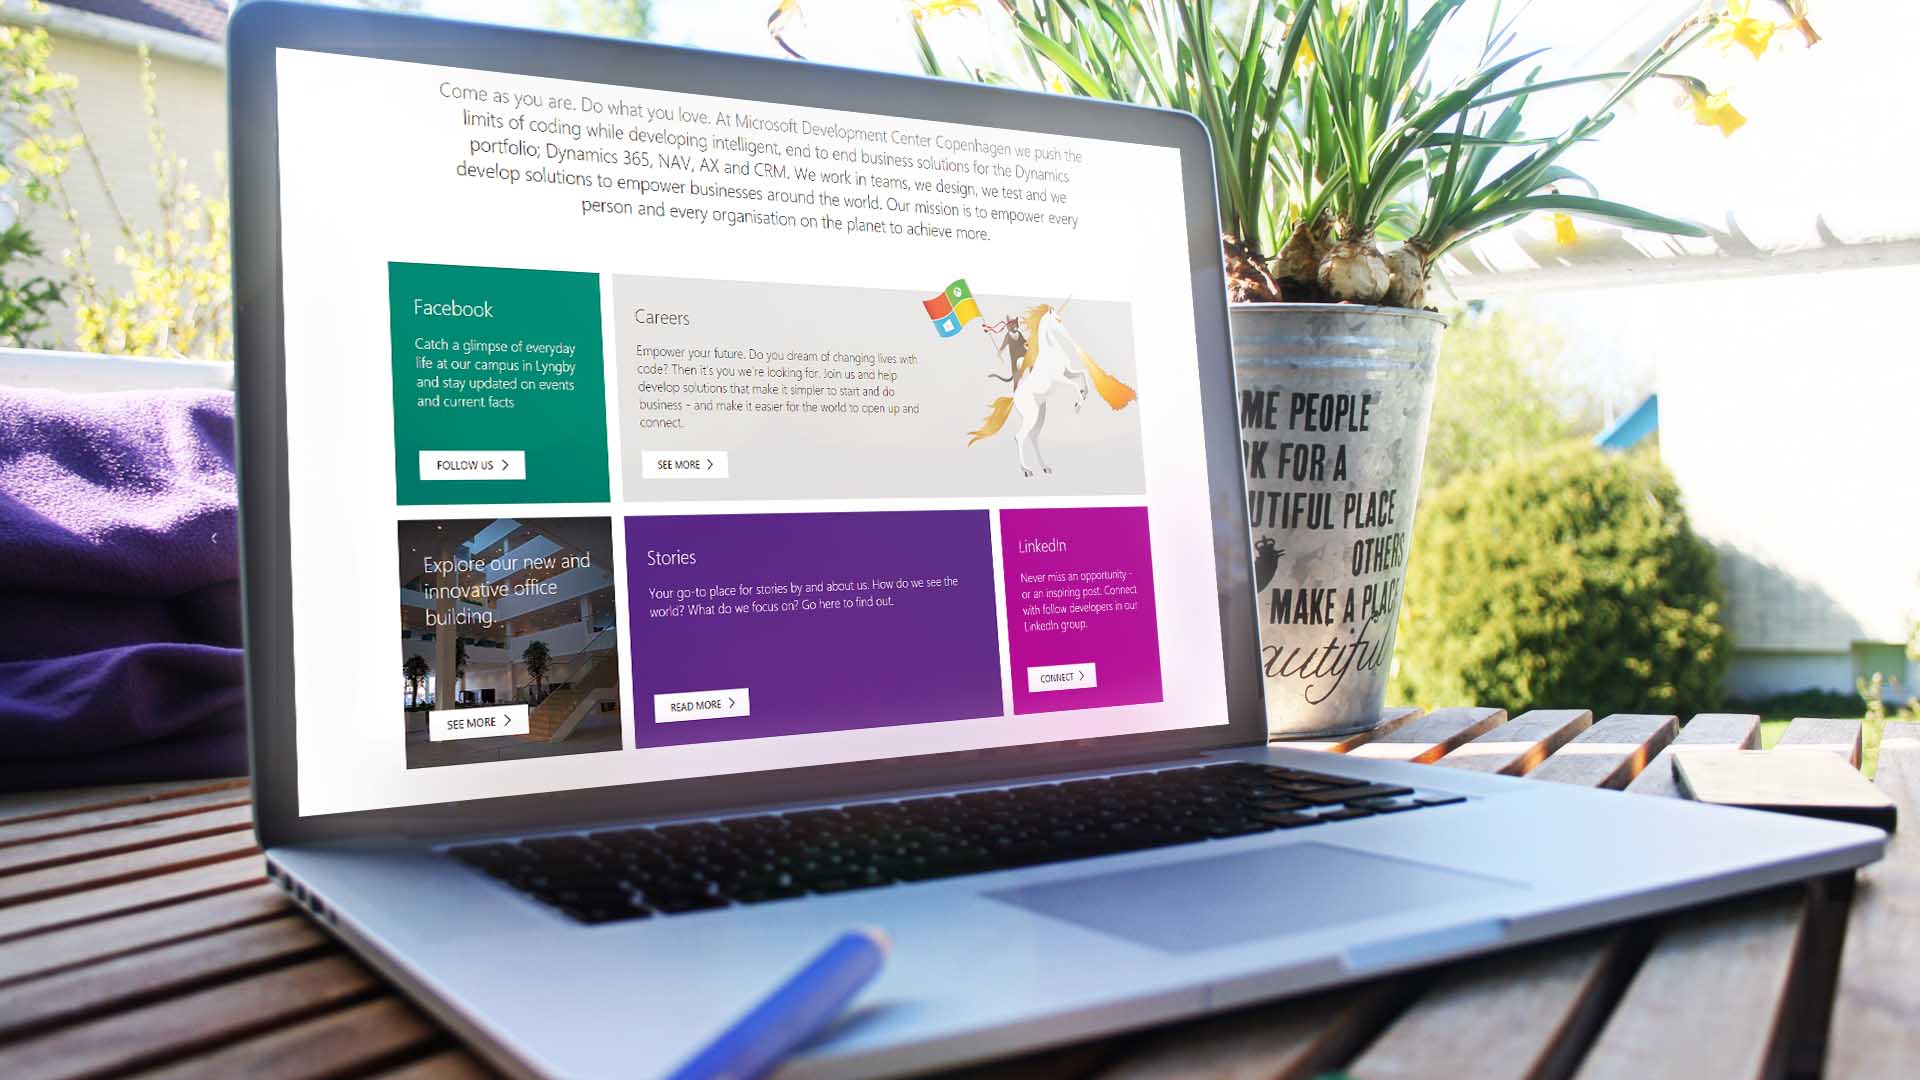 Come as you are. Do what you love. At Microsoft Development Center Copenhagen we push the
limits of coding while developing intelligent, end to end business solutions for the Dynamics
portfolio; Dynamics 365, NAV, AX and CRM. We work in teams, we design, we test and we
develop solutions to empower businesses around the world. Our mission is to empower every
person and every organisation on the planet to achieve more.
Facebook
Catch a glimpse of everyday
life at our campus in Lyngby
and stay updated on events
and current facts
FOLLOW US
Careers
Empower your future. Do you dream of changing lives with
code? Then it's you we're looking for. Join us and help
develop solutions that make it simpler to start and do
business - and make it easier for the world to open up and
connect.
SEE MORE
Explore our new and
innovative office
building.
SEE MORE
Stories
Your go-to place for stories by and about us. How do we see the
world? What do we focus on? Go here to find out.
READ MORE
LinkedIn
Never miss an opportunity -
or an inspiring post. Connect
with follow developers in our
LinkedIn group.
CONNECT
ME PEOPLE
K FOR A
UTIFUL PLACE
OTHERS
MAKE A PLAC
autiful